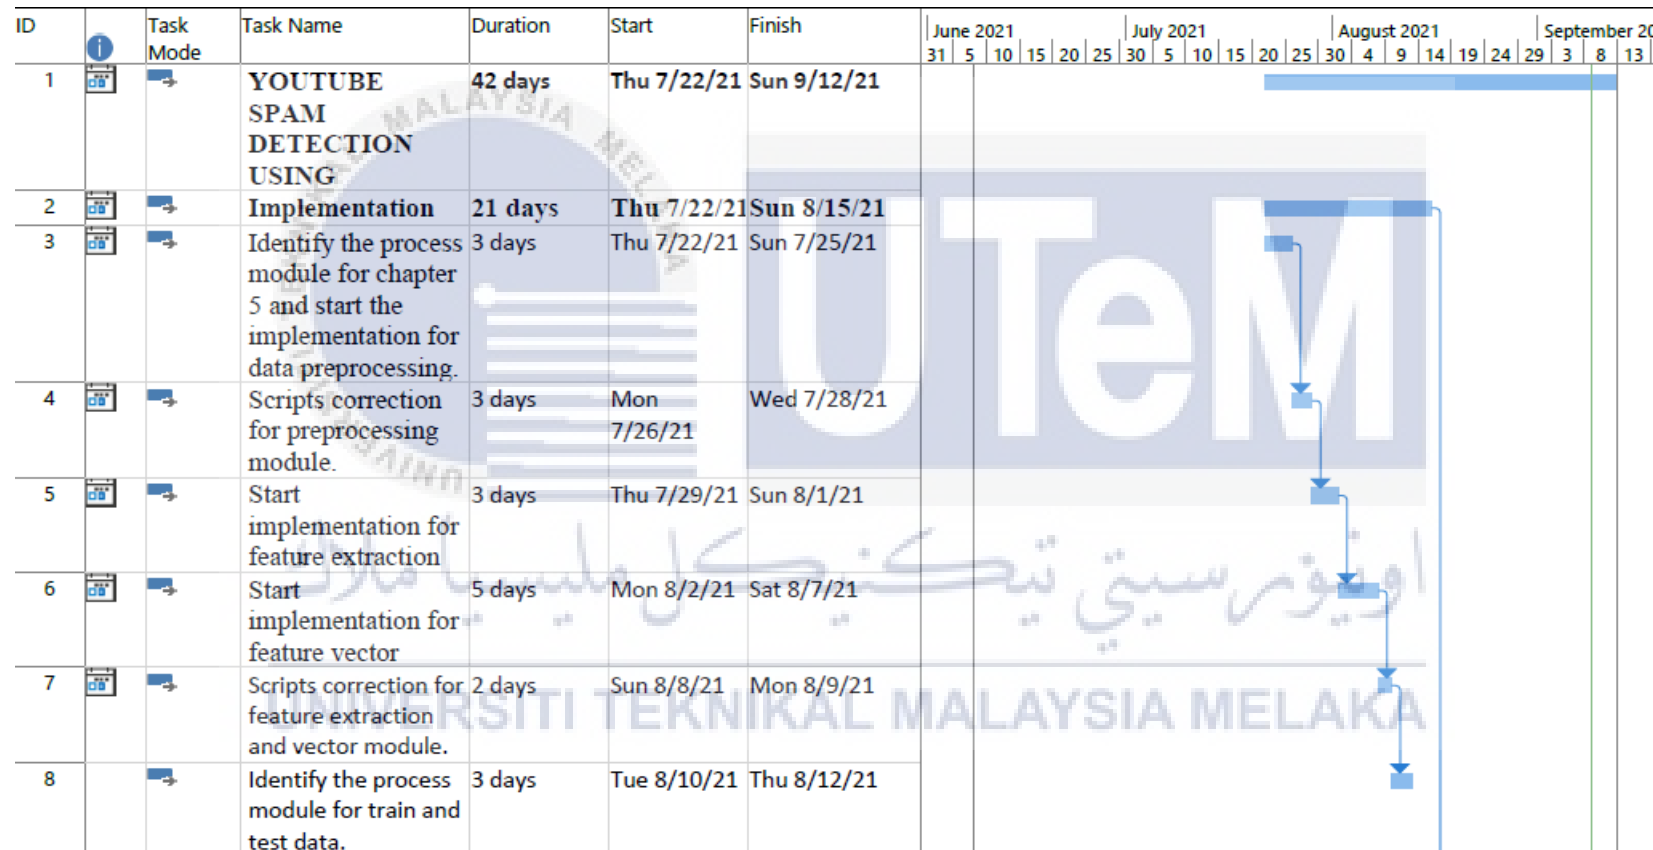 ID
Task Mode
Task Name
Duration
Start
Finish
June 2021
July 2021
August 2021
September 20
31 5 10 15 20 25 30 5 10 15 20 25 30 4 9 14 19 24 29 3 8 13
1
YOUTUBE
SPAM
DETECTION
USING
42 days
Thu 7/22/21
Sun 9/12/21
2
Implementation
21 days
Thu 7/22/21
Sun 8/15/21
3
Identify the process
module for chapter
5 and start the
implementation for
data preprocessing.
3 days
Thu 7/22/21
Sun 7/25/21
4
Scripts correction
for preprocessing
module.
3 days
Mon
7/26/21
Wed 7/28/21
5
Start
implementation for
feature extraction
3 days
Thu 7/29/21
Sun 8/1/21
6
Start
implementation for
feature vector
5 days
Mon 8/2/21
Sat 8/7/21
7
Scripts correction for
feature extraction
and vector module.
2 days
Sun 8/8/21
Mon 8/9/21
8
Identify the process
module for train and
test data.
3 days
Tue 8/10/21
Thu 8/12/21
UTeM
اونيۏرسيتي تيكنيكل مليسيا ملاك
UNIVERSITI TEKNIKAL MALAYSIA MELAKA
UNIVERSITI TEKNIKAL MALAYSIA MELAKA